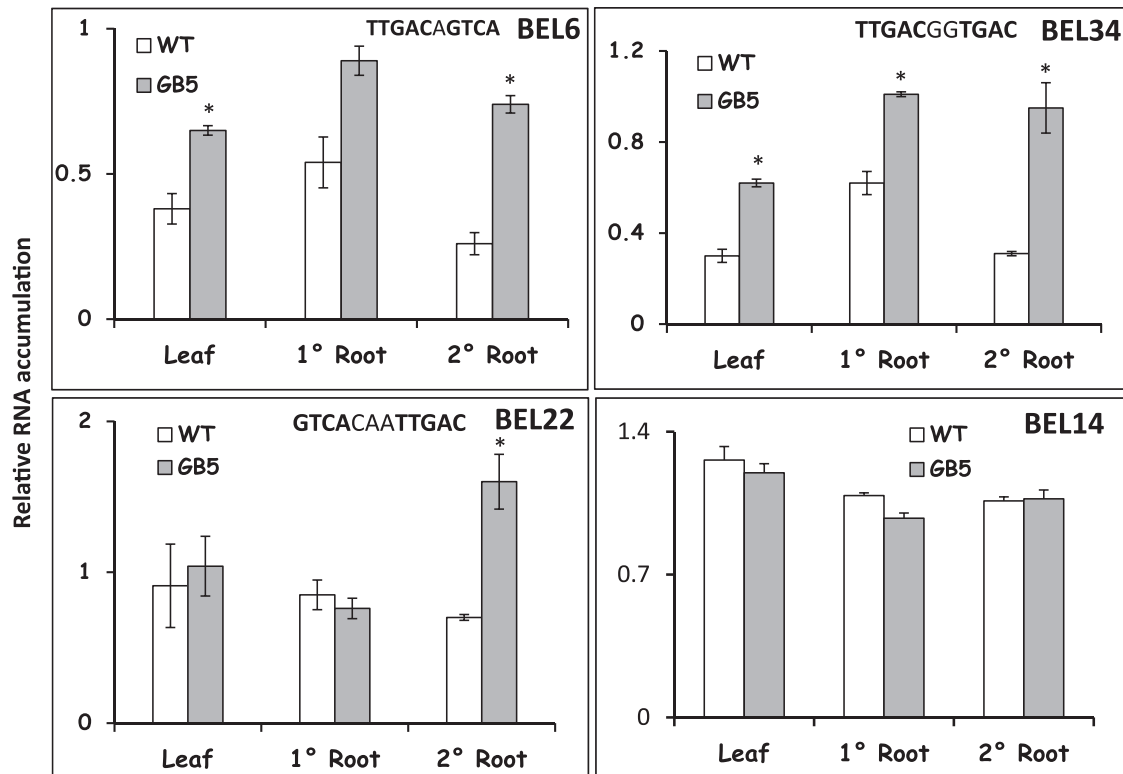 Relative RNA accumulation
1
0.5
0
TTGACAGTCA BEL6
WT
GB5
*
*
Leaf 1° Root 2° Root
1.2
0.8
0.4
0
TTGACGGTGAC BEL34
WT
GB5
*
*
*
Leaf 1° Root 2° Root
2
1
0
GTCACAATTGAC BEL22
WT
GB5
*
Leaf 1° Root 2° Root
1.4
0.7
0
BEL14
WT
GB5
Leaf 1° Root 2° Root